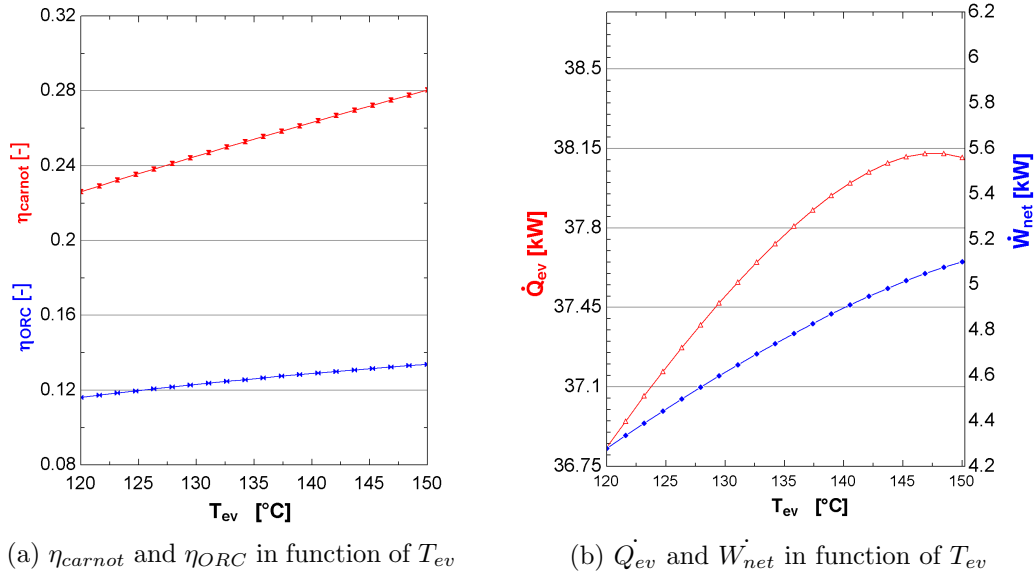 0.32
0.28
0.24
0.2
0.16
0.12
0.08
ηcarnot [-]
ηORC [-]
120 125 130 135 140 145 150
Tev [°C]
(a) ηcarnot and ηORC in function of Tev
38.5
38.15
37.8
37.45
37.1
36.75
Q̇ev [kW]
6.2
6
5.8
5.6
5.4
5.2
5
4.8
4.6
4.4
4.2
Ẇnet [kW]
120 125 130 135 140 145 150
Tev [°C]
(b) Q̇ev and Ẇnet in function of Tev